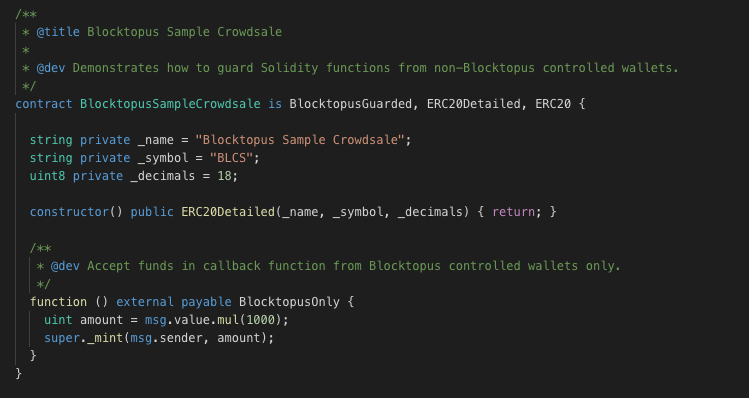 /**
 * @title Blocktopus Sample Crowdsale
 *
 * @dev Demonstrates how to guard Solidity functions from non-Blocktopus controlled wallets.
 */
contract BlocktopusSampleCrowdsale is BlocktopusGuarded, ERC20Detailed, ERC20 {

  string private _name = "Blocktopus Sample Crowdsale";
  string private _symbol = "BLCS";
  uint8 private _decimals = 18;

  constructor() public ERC20Detailed(_name, _symbol, _decimals) { return; }

  /**
   * @dev Accept funds in callback function from Blocktopus controlled wallets only.
   */
  function () external payable BlocktopusOnly {
    uint amount = msg.value.mul(1000);
    super._mint(msg.sender, amount);
  }
}